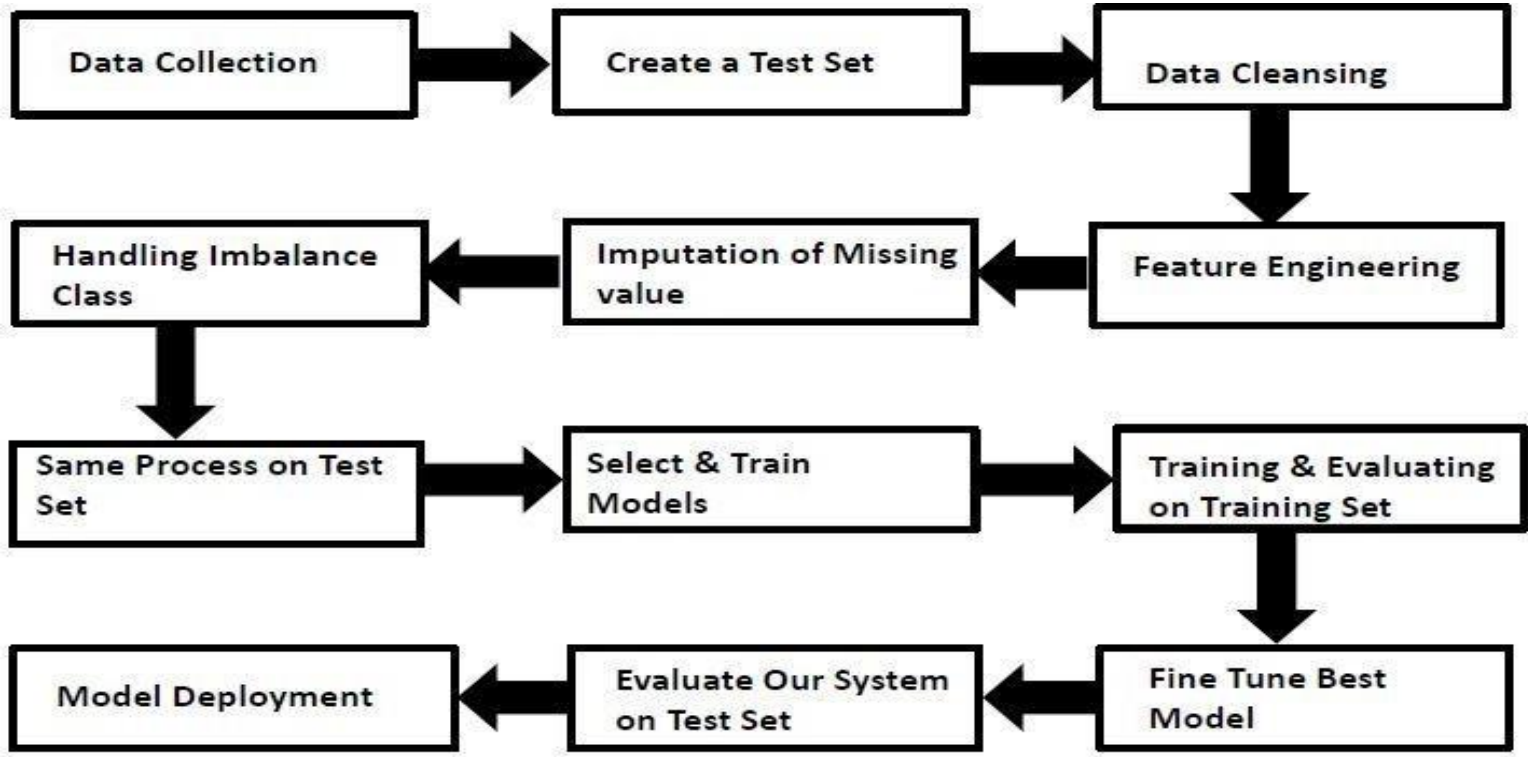 Data Collection
Create a Test Set
Data Cleansing
Feature Engineering
Imputation of Missing
value
Handling Imbalance
Class
Same Process on Test
Set
Select & Train
Models
Training & Evaluating
on Training Set
Fine Tune Best
Model
Evaluate Our System
on Test Set
Model Deployment